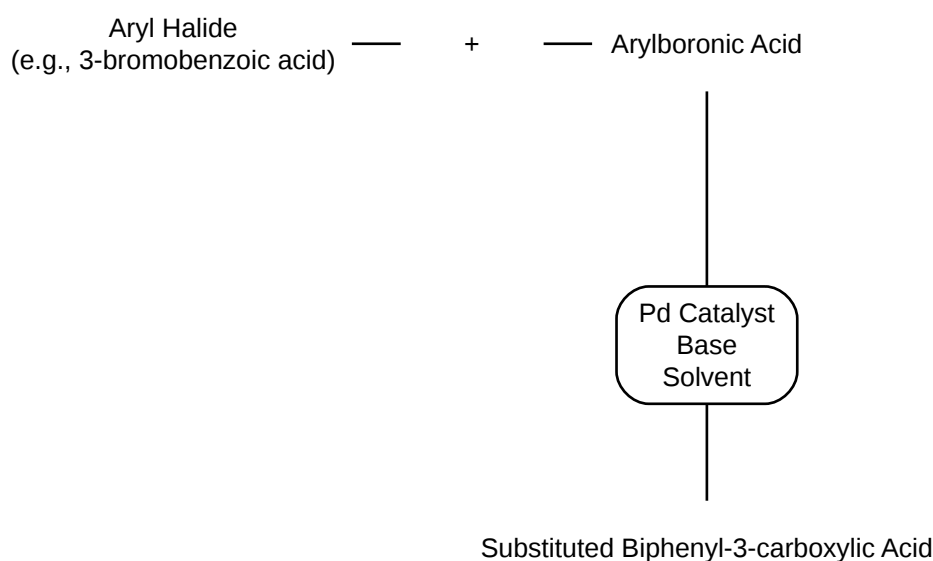 Aryl Halide
(e.g., 3-bromobenzoic acid)
+
Arylboronic Acid
Pd Catalyst
Base
Solvent
Substituted Biphenyl-3-carboxylic Acid